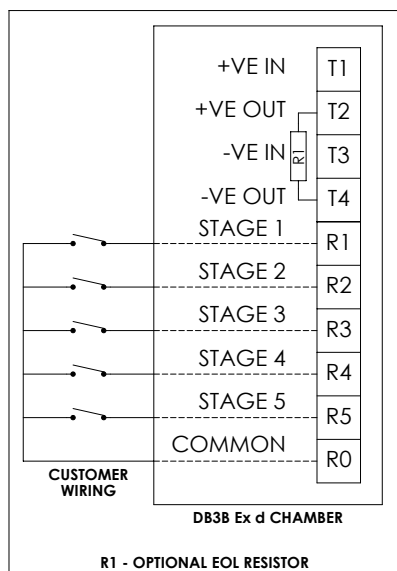 +VE IN T1
+VE OUT T2
-VE IN R1 T3
-VE OUT T4
STAGE 1 R1
STAGE 2 R2
STAGE 3 R3
STAGE 4 R4
STAGE 5 R5
COMMON R0
CUSTOMER
WIRING
DB3B Ex d CHAMBER
R1 - OPTIONAL EOL RESISTOR